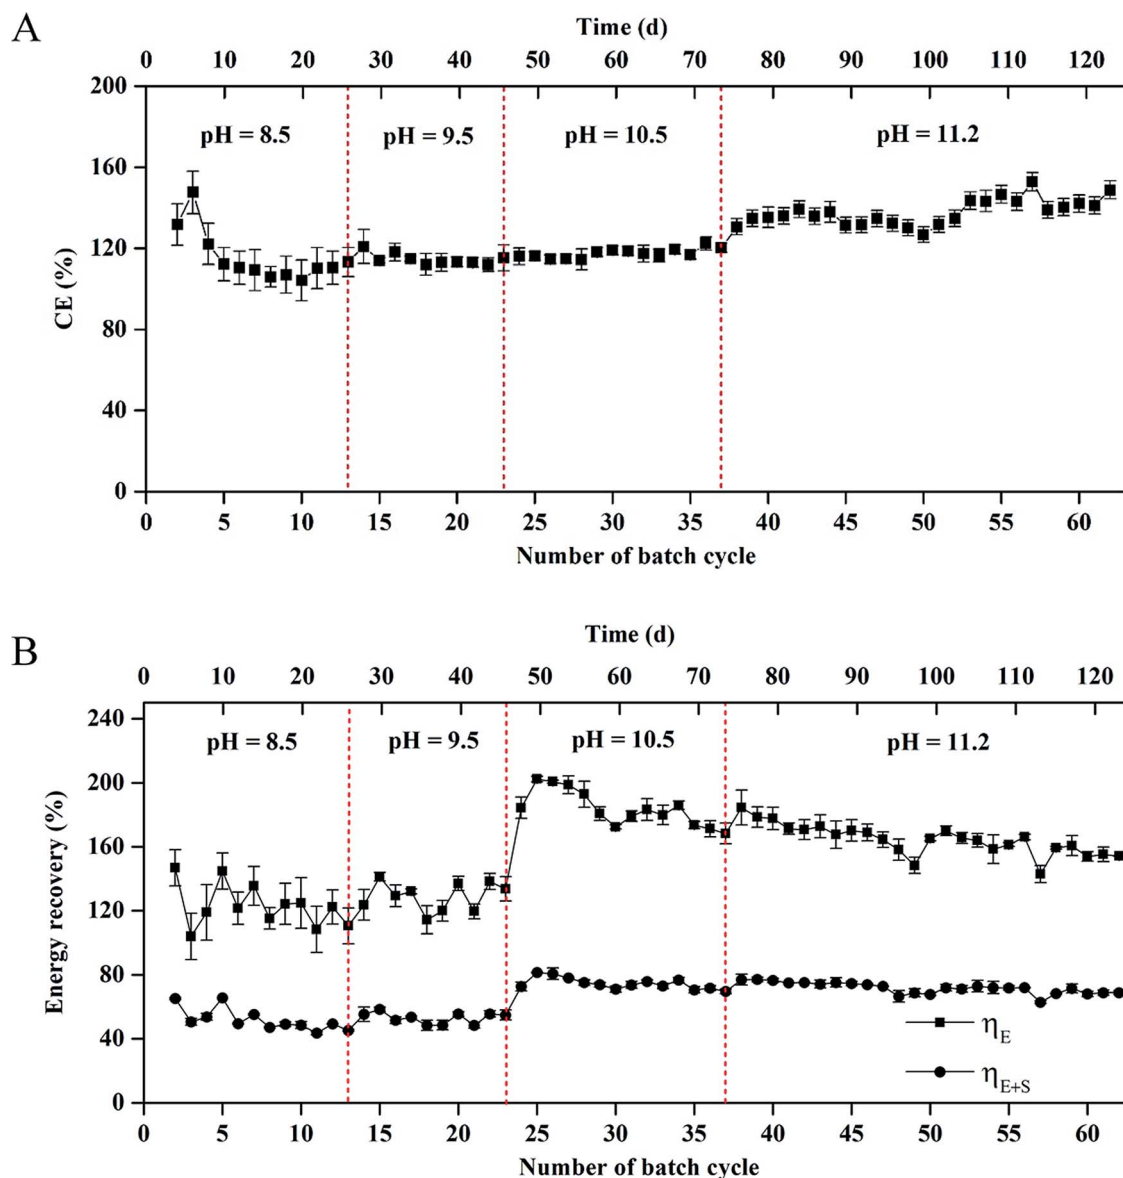 A
Time (d)
0 10 20 30 40 50 60 70 80 90 100 110 120
200
pH = 8.5 pH = 9.5 pH = 10.5 pH = 11.2
160
120
CE (%)
80
40
0
0 5 10 15 20 25 30 35 40 45 50 55 60
Number of batch cycle
B
Time (d)
0 10 20 30 40 50 60 70 80 90 100 110 120
240
pH = 8.5 pH = 9.5 pH = 10.5 pH = 11.2
200
160
120
Energy recovery (%)
80
40
η_E
η_E+S
0
0 5 10 15 20 25 30 35 40 45 50 55 60
Number of batch cycle